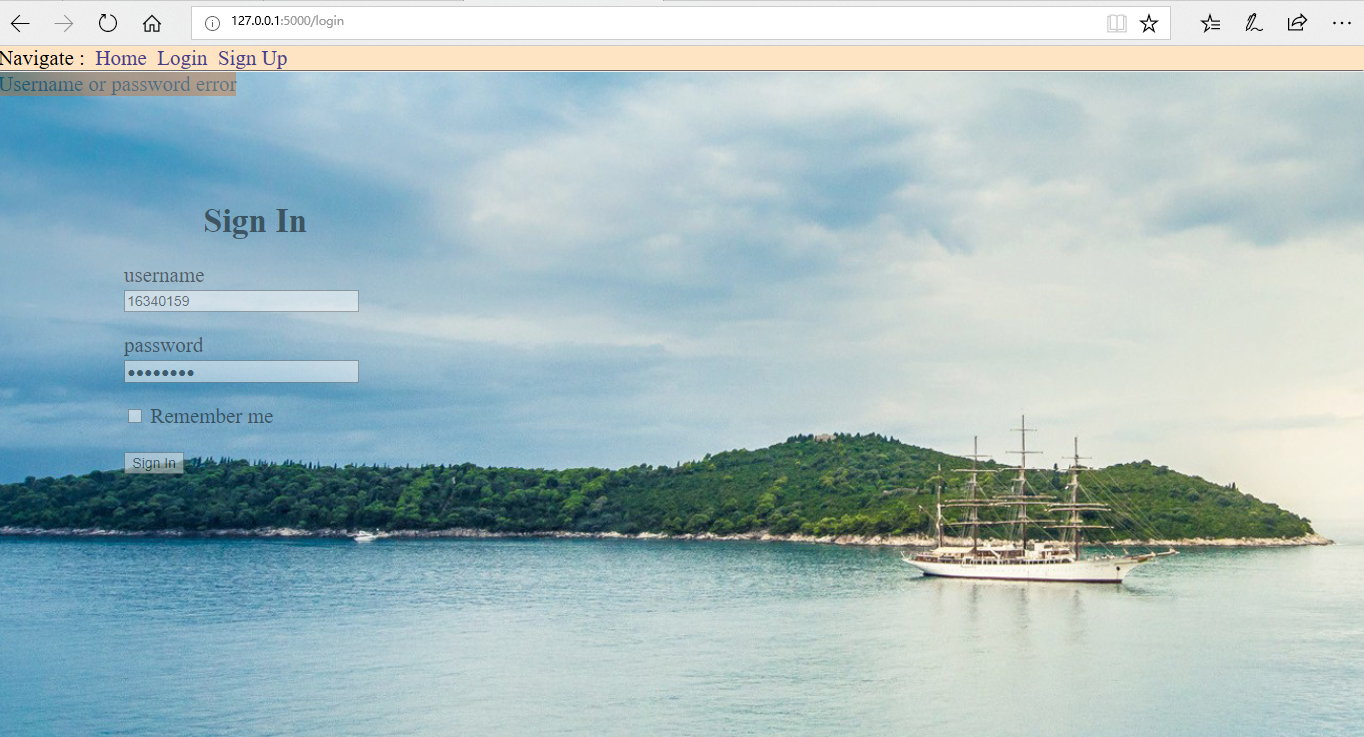 127.0.0.1:5000/login
Navigate : Home Login Sign Up
Username or password error
Sign In
username
16340159
password
••••••••
Remember me
Sign In